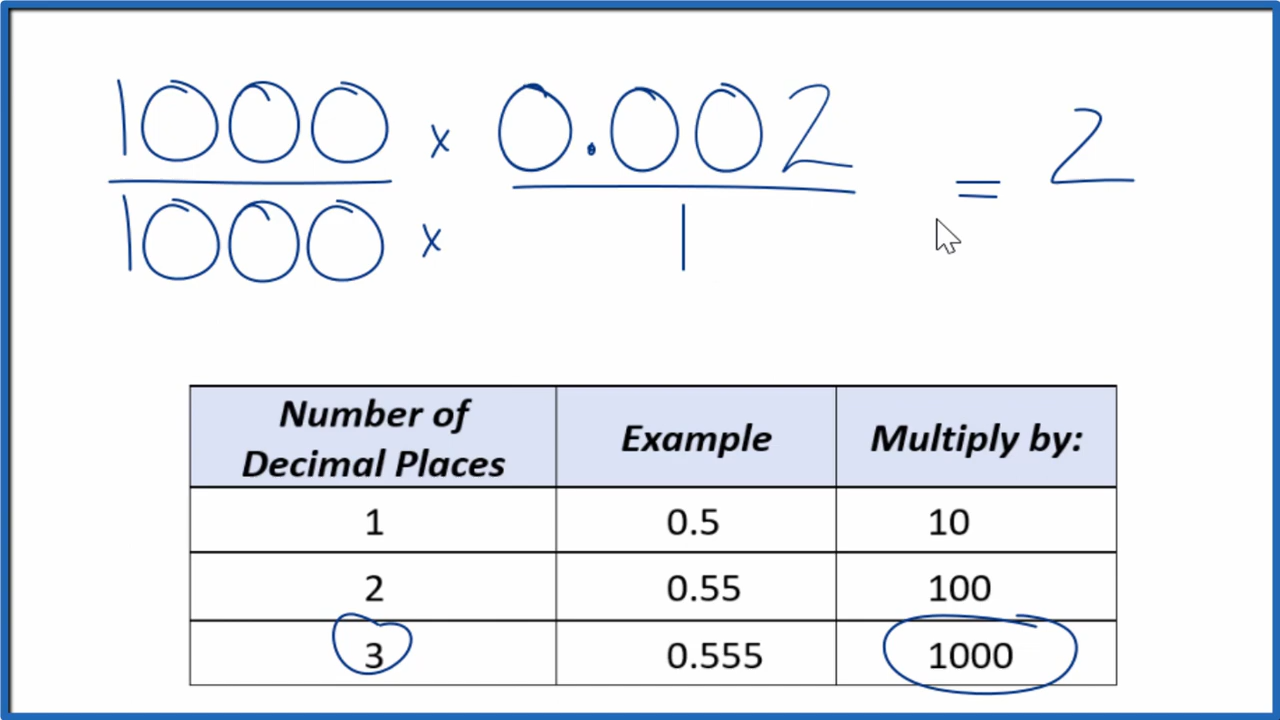 1000 x 0.002 = 2
1000 x 1
Number of Decimal Places Example Multiply by:
1 0.5 10
2 0.55 100
3 0.555 1000